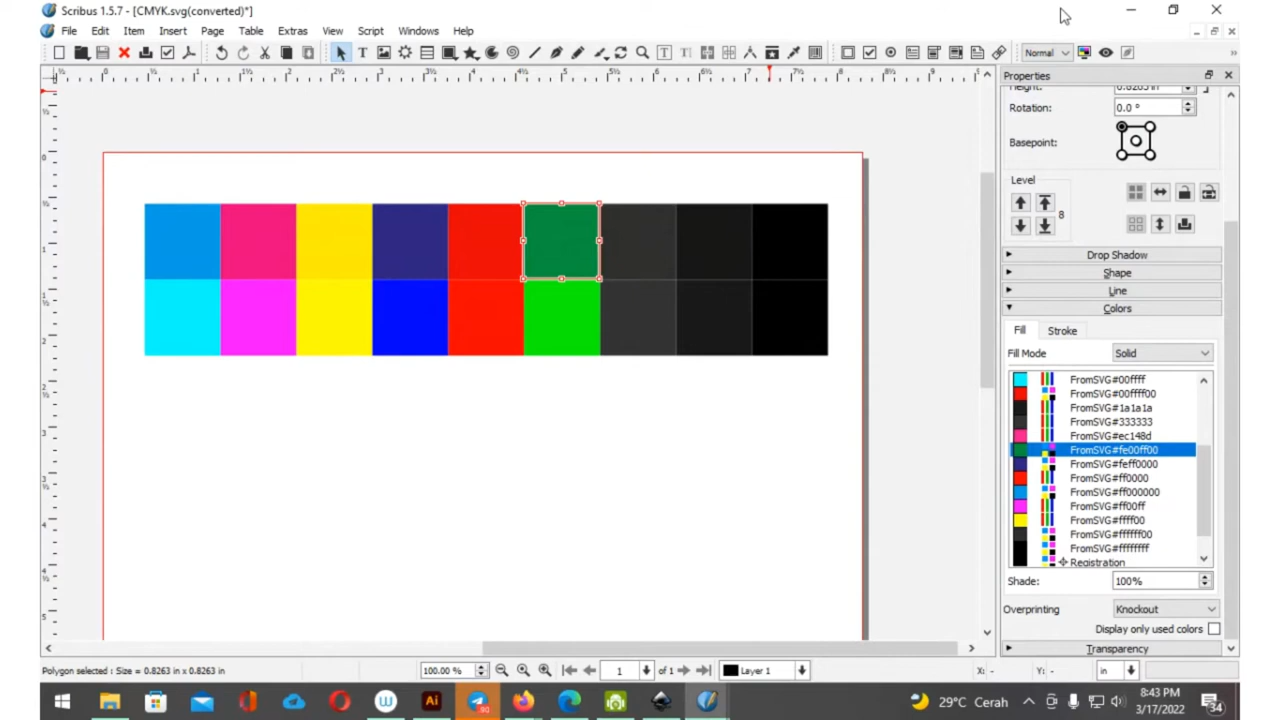 Scribus 1.5.7 - [CMYK.svg(converted)*]
File Edit Item Insert Page Table Extras View Script Windows Help
Normal
Properties
Rotation: 0.0 °
Basepoint:
Level
8
Drop Shadow
Shape
Line
Colors
Fill Stroke
Fill Mode Solid
FromSVG#00ffff
FromSVG#00ffff00
FromSVG#1a1a1a
FromSVG#333333
FromSVG#ec148d
FromSVG#fe00ff00
FromSVG#feff0000
FromSVG#ff0000
FromSVG#ff000000
FromSVG#ff00ff
FromSVG#ffff00
FromSVG#ffffff00
FromSVG#ffffffff
Registration
Shade: 100%
Overprinting Knockout
Display only used colors
Transparency
Polygon selected : Size = 0.8263 in x 0.8263 in
100.00 % 1 of 1 Layer 1 X: - Y: - in
29°C Cerah 8:43 PM
3/17/2022
34